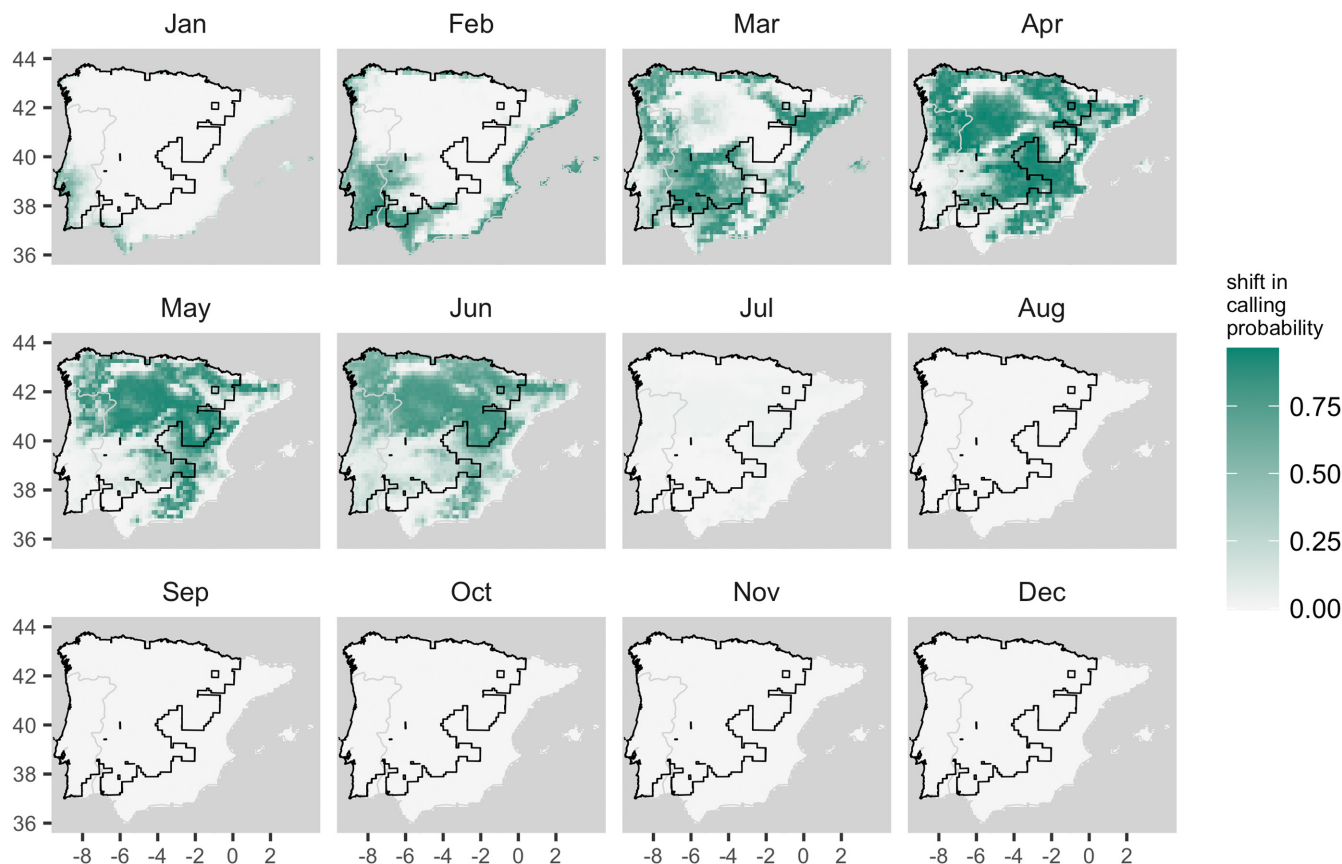 Jan Feb Mar Apr
44
42
40
38
36
May Jun Jul Aug
44
42
40
38
36
shift in
calling
probability
0.75
0.50
0.25
0.00
Sep Oct Nov Dec
44
42
40
38
36
-8 -6 -4 -2 0 2 -8 -6 -4 -2 0 2 -8 -6 -4 -2 0 2 -8 -6 -4 -2 0 2